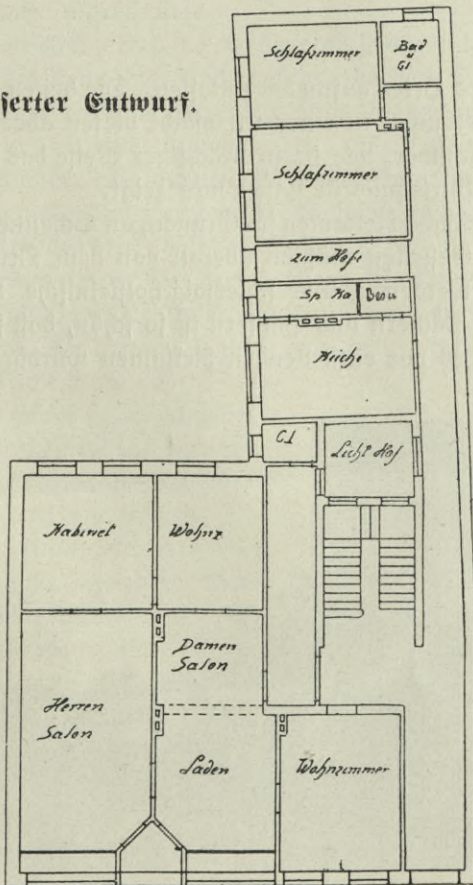 serter Entwurf.
Schlafzimmer
Bad
u
Cl
Schlafzimmer
zum Hofe
Sp. Ka
Küche
Cl
Licht Hof
Kabinet
Wohnz
Damen
Salon
Herren
Salon
Laden
Wohnzimmer